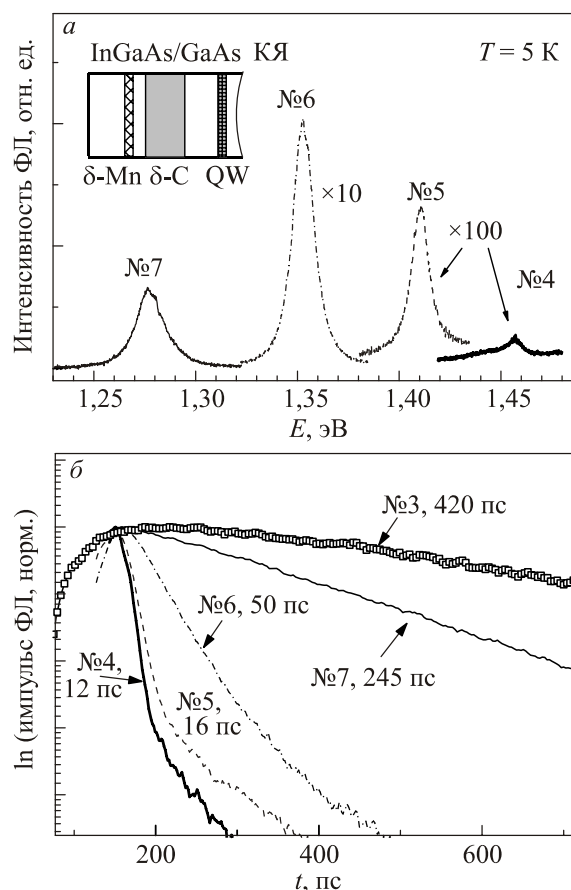 а
InGaAs/GaAs КЯ
T = 5 К
δ-Mn δ-C QW
№6
×10
№5
×100
№4
№7
Интенсивность ФЛ, отн. ед.
1,25 1,30 1,35 1,40 1,45
E, эВ
б
№3, 420 пс
№6, 50 пс
№4,
12 пс
№5,
16 пс
№7, 245 пс
ln (импульс ФЛ, норм.)
200 400 600
t, пс